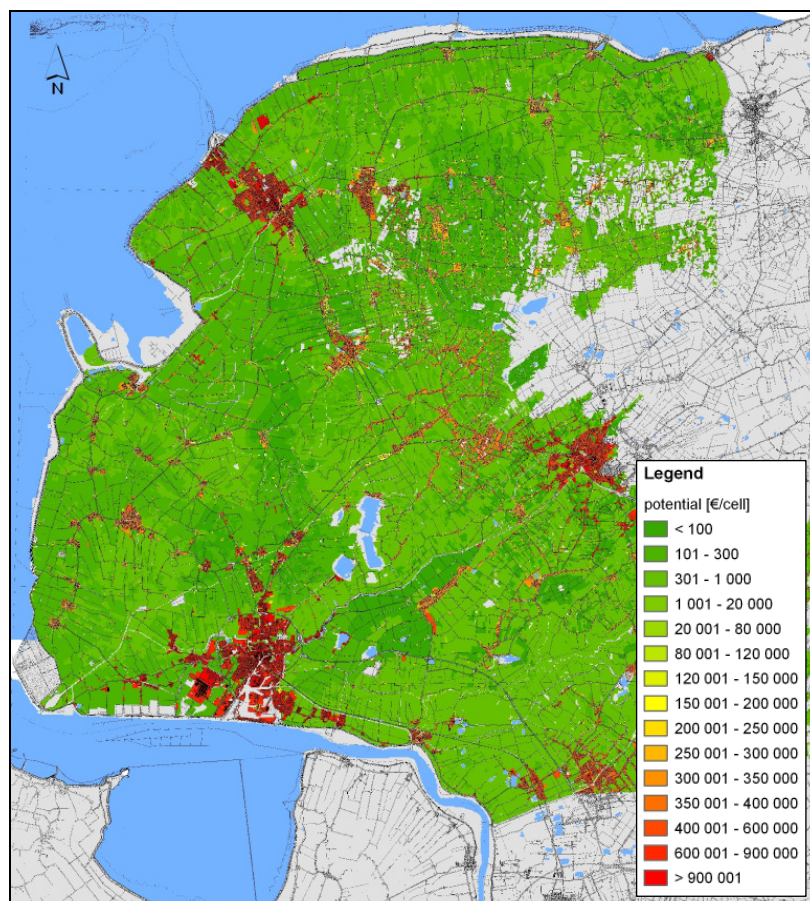 N
Legend
potential [€/cell]
< 100
101 - 300
301 - 1 000
1 001 - 20 000
20 001 - 80 000
80 001 - 120 000
120 001 - 150 000
150 001 - 200 000
200 001 - 250 000
250 001 - 300 000
300 001 - 350 000
350 001 - 400 000
400 001 - 600 000
600 001 - 900 000
> 900 001